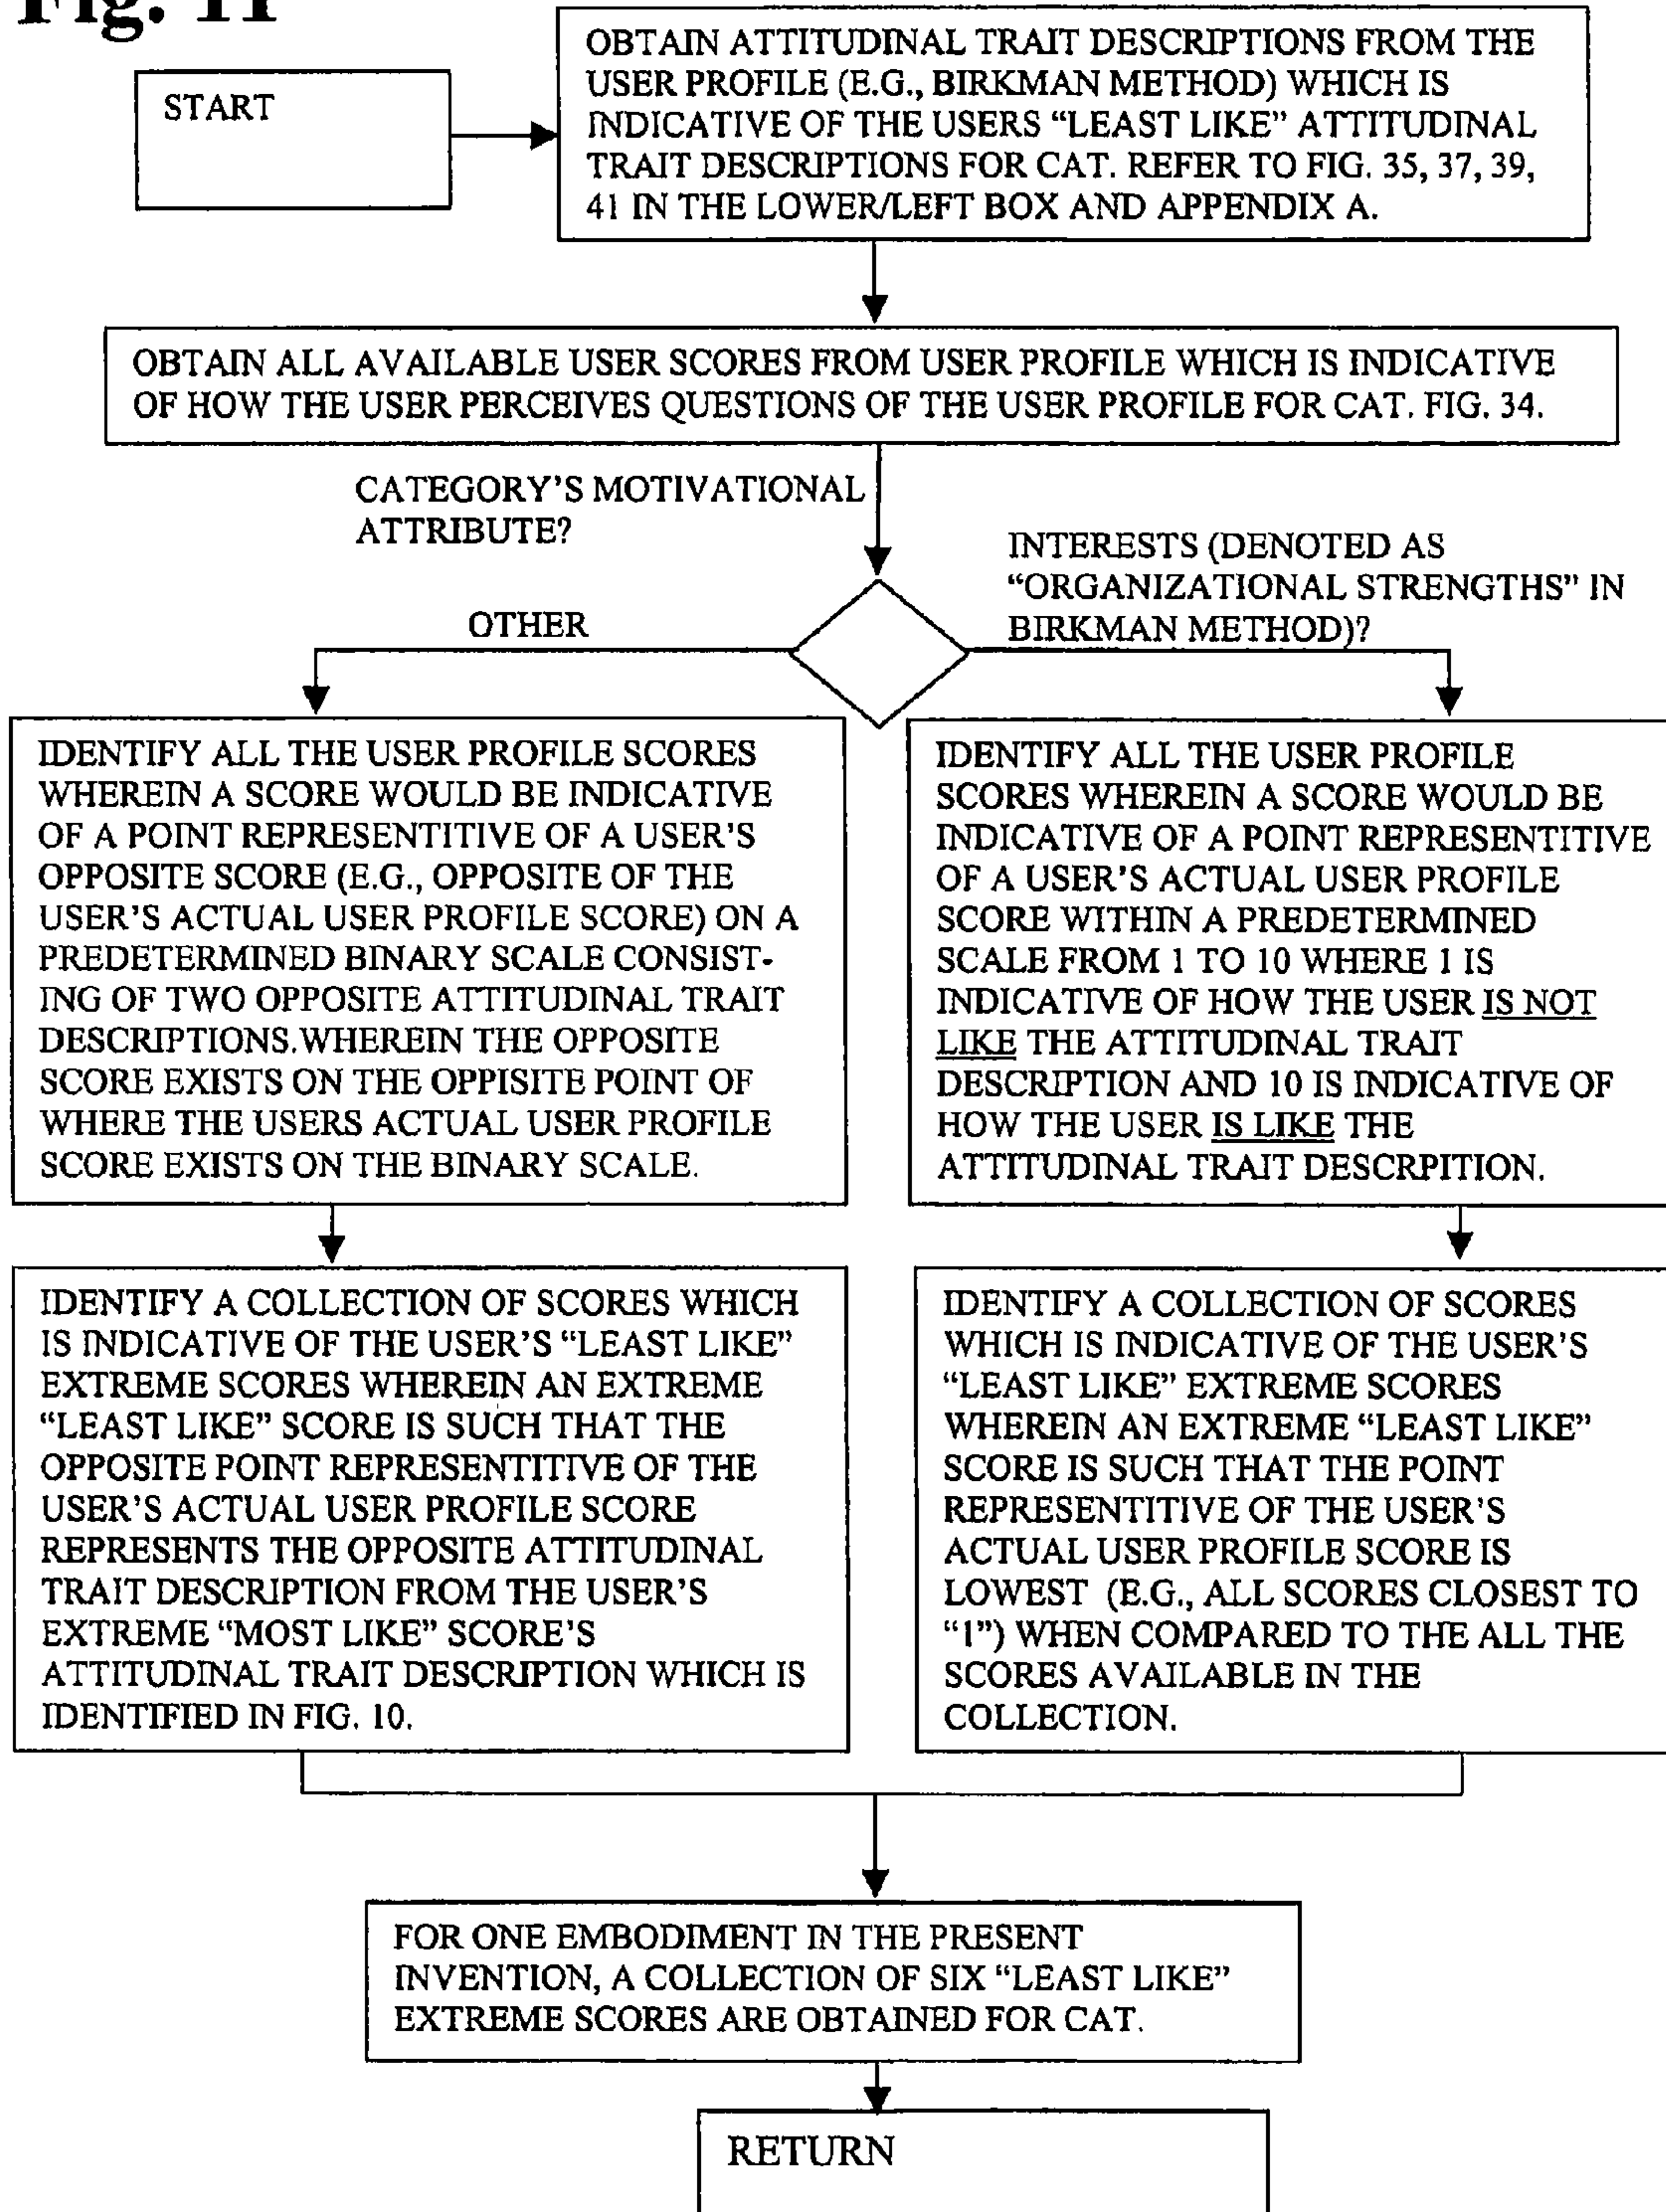 Fig. 11
START
OBTAIN ATTITUDINAL TRAIT DESCRIPTIONS FROM THE
USER PROFILE (E.G., BIRKMAN METHOD) WHICH IS
INDICATIVE OF THE USERS “LEAST LIKE” ATTITUDINAL
TRAIT DESCRIPTIONS FOR CAT. REFER TO FIG. 35, 37, 39,
41 IN THE LOWER/LEFT BOX AND APPENDIX A.
OBTAIN ALL AVAILABLE USER SCORES FROM USER PROFILE WHICH IS INDICATIVE
OF HOW THE USER PERCEIVES QUESTIONS OF THE USER PROFILE FOR CAT. FIG. 34.
CATEGORY’S MOTIVATIONAL
ATTRIBUTE?
INTERESTS (DENOTED AS
“ORGANIZATIONAL STRENGTHS” IN
BIRKMAN METHOD)?
OTHER
IDENTIFY ALL THE USER PROFILE SCORES
WHEREIN A SCORE WOULD BE INDICATIVE
OF A POINT REPRESENTITIVE OF A USER’S
OPPOSITE SCORE (E.G., OPPOSITE OF THE
USER’S ACTUAL USER PROFILE SCORE) ON A
PREDETERMINED BINARY SCALE CONSIST-
ING OF TWO OPPOSITE ATTITUDINAL TRAIT
DESCRIPTIONS.WHEREIN THE OPPOSITE
SCORE EXISTS ON THE OPPISITE POINT OF
WHERE THE USERS ACTUAL USER PROFILE
SCORE EXISTS ON THE BINARY SCALE.
IDENTIFY ALL THE USER PROFILE
SCORES WHEREIN A SCORE WOULD BE
INDICATIVE OF A POINT REPRESENTITIVE
OF A USER’S ACTUAL USER PROFILE
SCORE WITHIN A PREDETERMINED
SCALE FROM 1 TO 10 WHERE 1 IS
INDICATIVE OF HOW THE USER IS NOT
LIKE THE ATTITUDINAL TRAIT
DESCRIPTION AND 10 IS INDICATIVE OF
HOW THE USER IS LIKE THE
ATTITUDINAL TRAIT DESCRPITION.
IDENTIFY A COLLECTION OF SCORES WHICH
IS INDICATIVE OF THE USER’S “LEAST LIKE”
EXTREME SCORES WHEREIN AN EXTREME
“LEAST LIKE” SCORE IS SUCH THAT THE
OPPOSITE POINT REPRESENTITIVE OF THE
USER’S ACTUAL USER PROFILE SCORE
REPRESENTS THE OPPOSITE ATTITUDINAL
TRAIT DESCRIPTION FROM THE USER’S
EXTREME “MOST LIKE” SCORE’S
ATTITUDINAL TRAIT DESCRIPTION WHICH IS
IDENTIFIED IN FIG. 10.
IDENTIFY A COLLECTION OF SCORES
WHICH IS INDICATIVE OF THE USER’S
“LEAST LIKE” EXTREME SCORES
WHEREIN AN EXTREME “LEAST LIKE”
SCORE IS SUCH THAT THE POINT
REPRESENTITIVE OF THE USER’S
ACTUAL USER PROFILE SCORE IS
LOWEST (E.G., ALL SCORES CLOSEST TO
“1”) WHEN COMPARED TO THE ALL THE
SCORES AVAILABLE IN THE
COLLECTION.
FOR ONE EMBODIMENT IN THE PRESENT
INVENTION, A COLLECTION OF SIX “LEAST LIKE”
EXTREME SCORES ARE OBTAINED FOR CAT.
RETURN